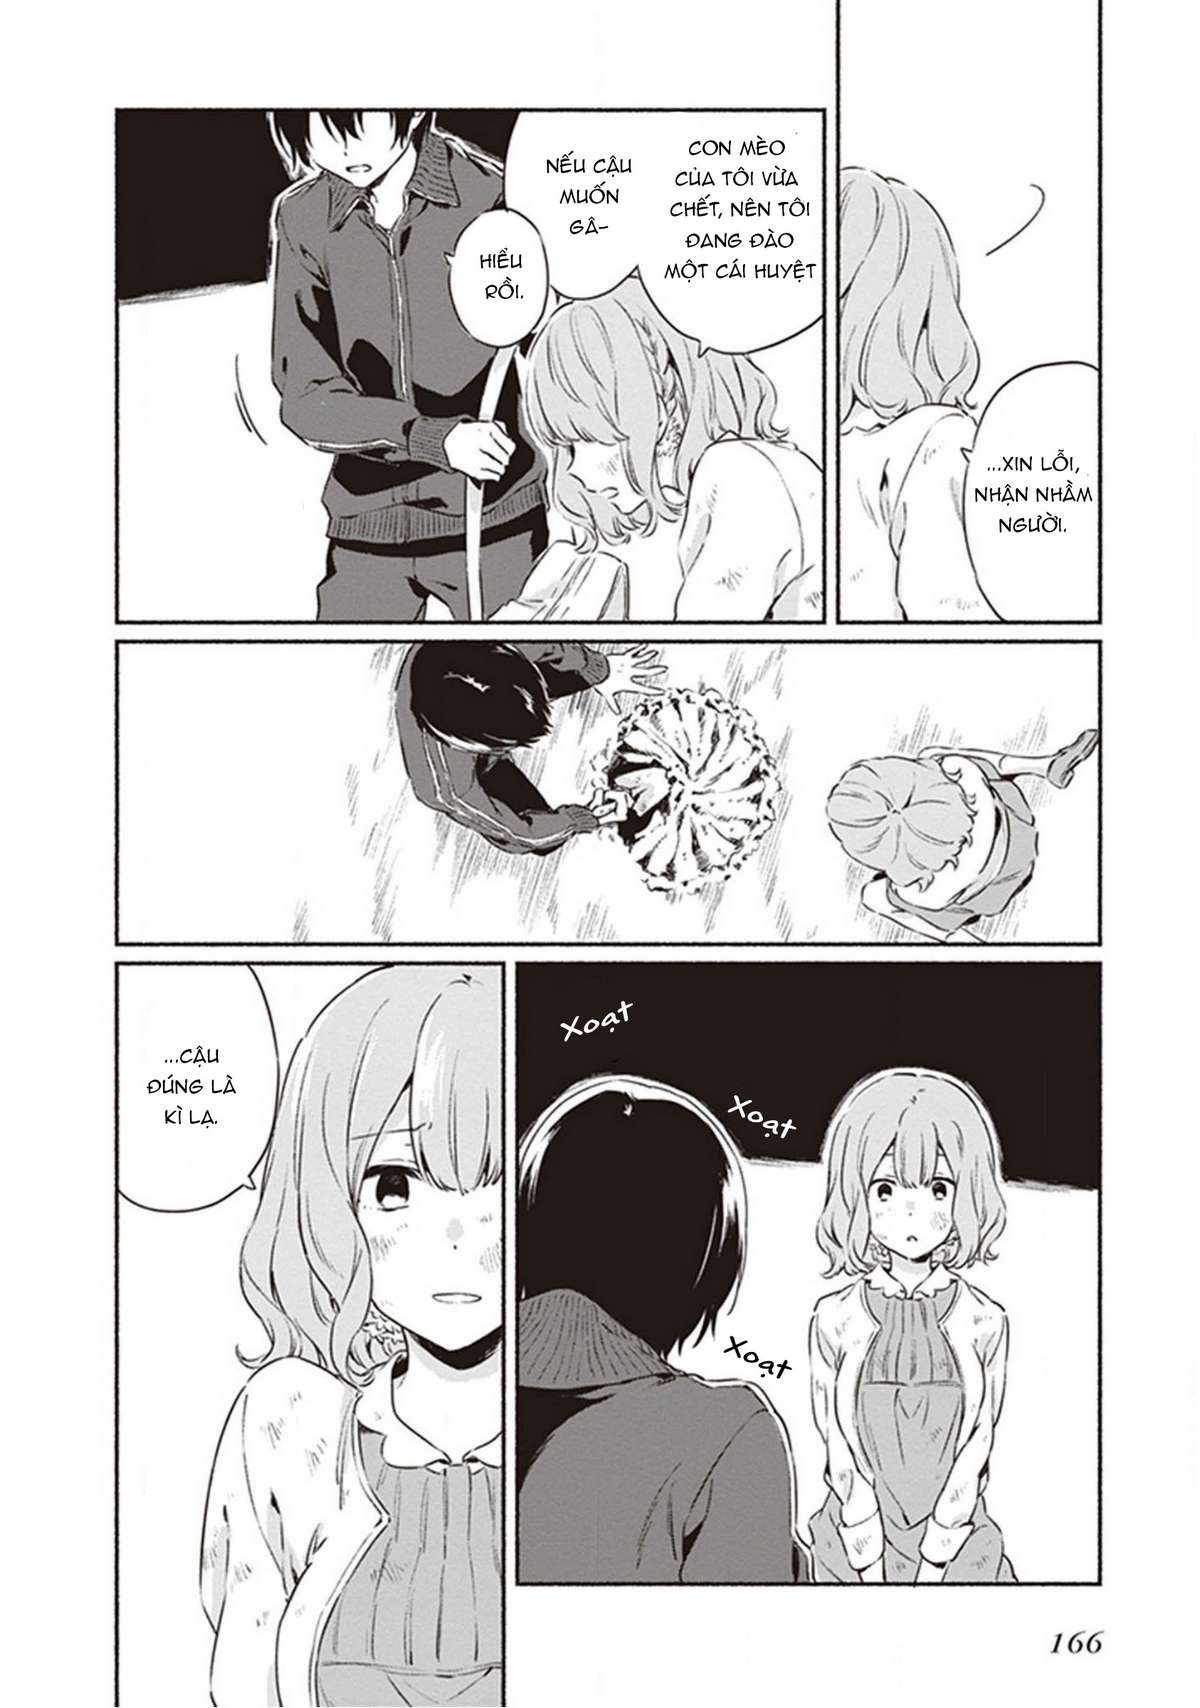 ...XIN LỖI,
NHẬN NHẦM
NGƯỜI.
CON MÈO
CỦA TÔI VỪA
CHẾT, NÊN TÔI
ĐANG ĐÀO
MỘT CÁI HUYỆT
NẾU CẬU
MUỐN
GÂ-
HIỂU
RỒI.
Xoạt
Xoạt
Xoạt
...CẬU
ĐÚNG LÀ
KÌ LẠ.
166